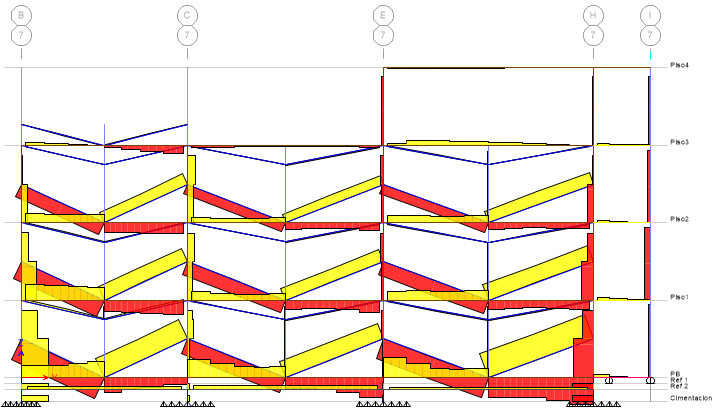 B C E H I
7 7 7 7 7
Piso4
Piso3
Piso2
Piso1
PB
Ref 1
Ref 2
Cimentacion